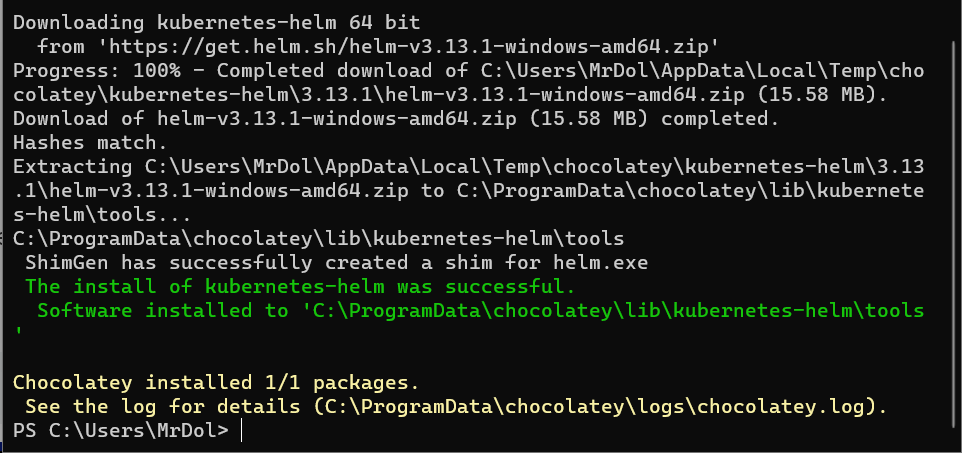 Downloading kubernetes-helm 64 bit
  from 'https://get.helm.sh/helm-v3.13.1-windows-amd64.zip'
Progress: 100% - Completed download of C:\Users\MrDol\AppData\Local\Temp\cho
colatey\kubernetes-helm\3.13.1\helm-v3.13.1-windows-amd64.zip (15.58 MB).
Download of helm-v3.13.1-windows-amd64.zip (15.58 MB) completed.
Hashes match.
Extracting C:\Users\MrDol\AppData\Local\Temp\chocolatey\kubernetes-helm\3.13
.1\helm-v3.13.1-windows-amd64.zip to C:\ProgramData\chocolatey\lib\kubernete
s-helm\tools...
C:\ProgramData\chocolatey\lib\kubernetes-helm\tools
 ShimGen has successfully created a shim for helm.exe
 The install of kubernetes-helm was successful.
  Software installed to 'C:\ProgramData\chocolatey\lib\kubernetes-helm\tools
'
Chocolatey installed 1/1 packages.
 See the log for details (C:\ProgramData\chocolatey\logs\chocolatey.log).
PS C:\Users\MrDol>